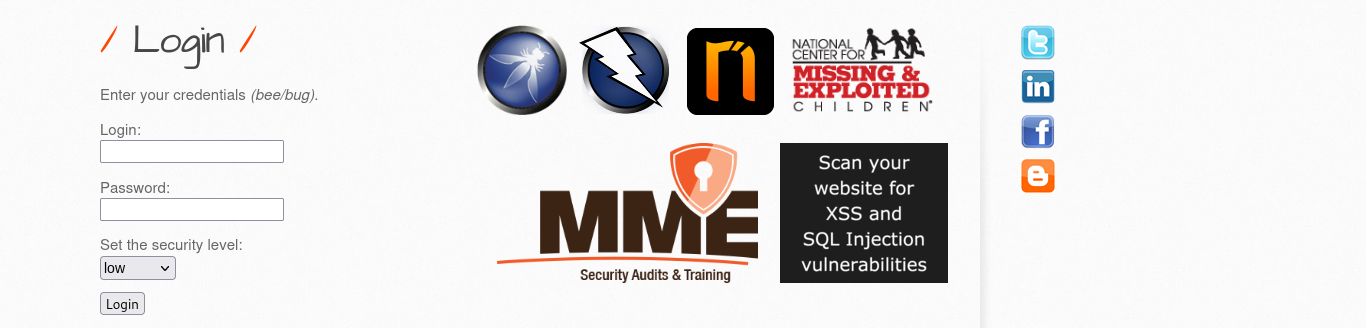 / Login /
Enter your credentials (bee/bug).
Login:
Password:
Set the security level:
low
Login
NATIONAL
CENTER FOR
MISSING &
EXPLOITED
CHILDREN®
MME
Security Audits & Training
Scan your
website for
XSS and
SQL Injection
vulnerabilities
n
t
in
f
B